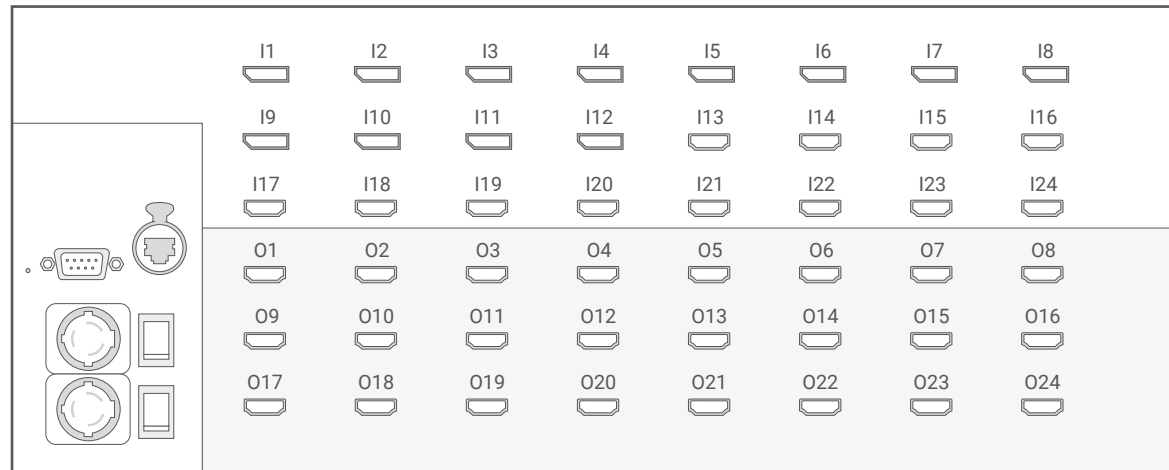 I1 I2 I3 I4 I5 I6 I7 I8
I9 I10 I11 I12 I13 I14 I15 I16
I17 I18 I19 I20 I21 I22 I23 I24
O1 O2 O3 O4 O5 O6 O7 O8
O9 O10 O11 O12 O13 O14 O15 O16
O17 O18 O19 O20 O21 O22 O23 O24